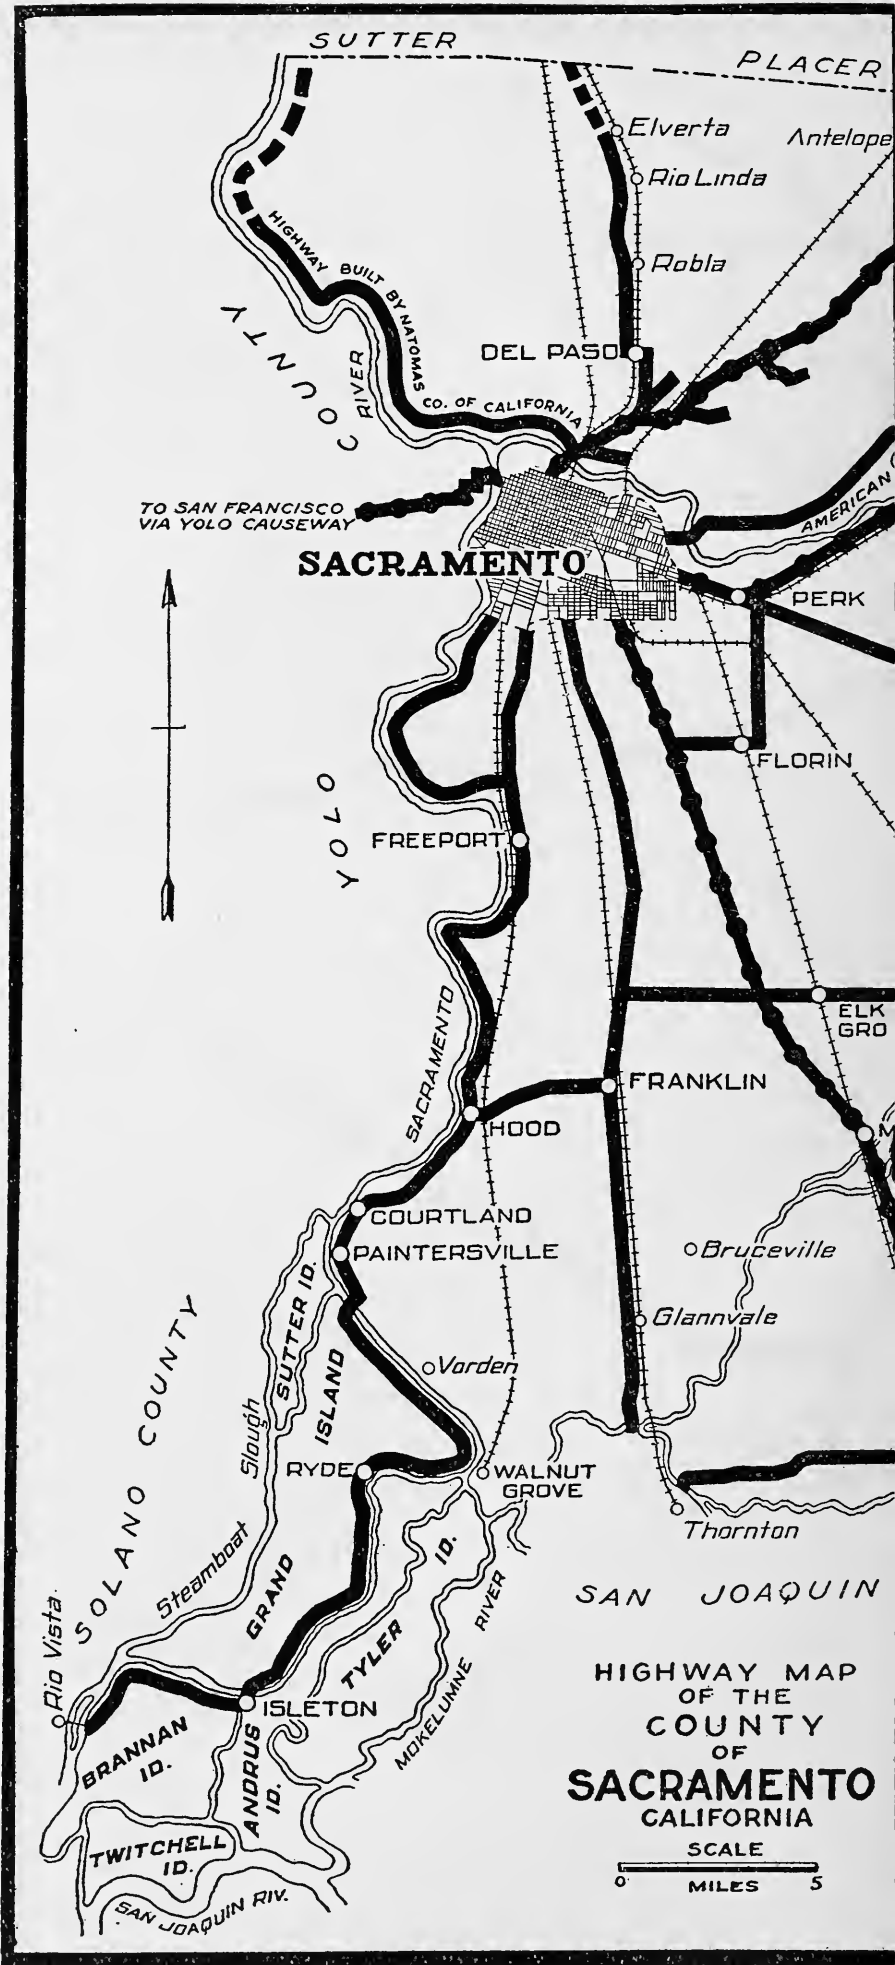 SUTTER
PLACER
Elverta
Antelope
Rio Linda
Robla
HIGHWAY BUILT BY NATOMAS
CO. OF CALIFORNIA
COUNTY
RIVER
DEL PASO
TO SAN FRANCISCO
VIA YOLO CAUSEWAY
AMERICAN
SACRAMENTO
PERK
FLORIN
YOLO
FREEPORT
SACRAMENTO
ELK
GRO
FRANKLIN
M
HOOD
COURTLAND
PAINTERSVILLE
Bruceville
SUTTER ID.
Glannvale
SOLANO COUNTY
ISLAND
Vorden
Slough
RYDE
WALNUT
GROVE
Thornton
Steamboat
GRAND
ID.
TYLER
RIVER
MOKELUMNE
SAN JOAQUIN
Rio Vista
ISLETON
BRANNAN
ID.
ANDRUS
ID.
TWITCHELL
ID.
SAN JOAQUIN RIV.
HIGHWAY MAP
OF THE
COUNTY
OF
SACRAMENTO
CALIFORNIA
SCALE
0 MILES 5